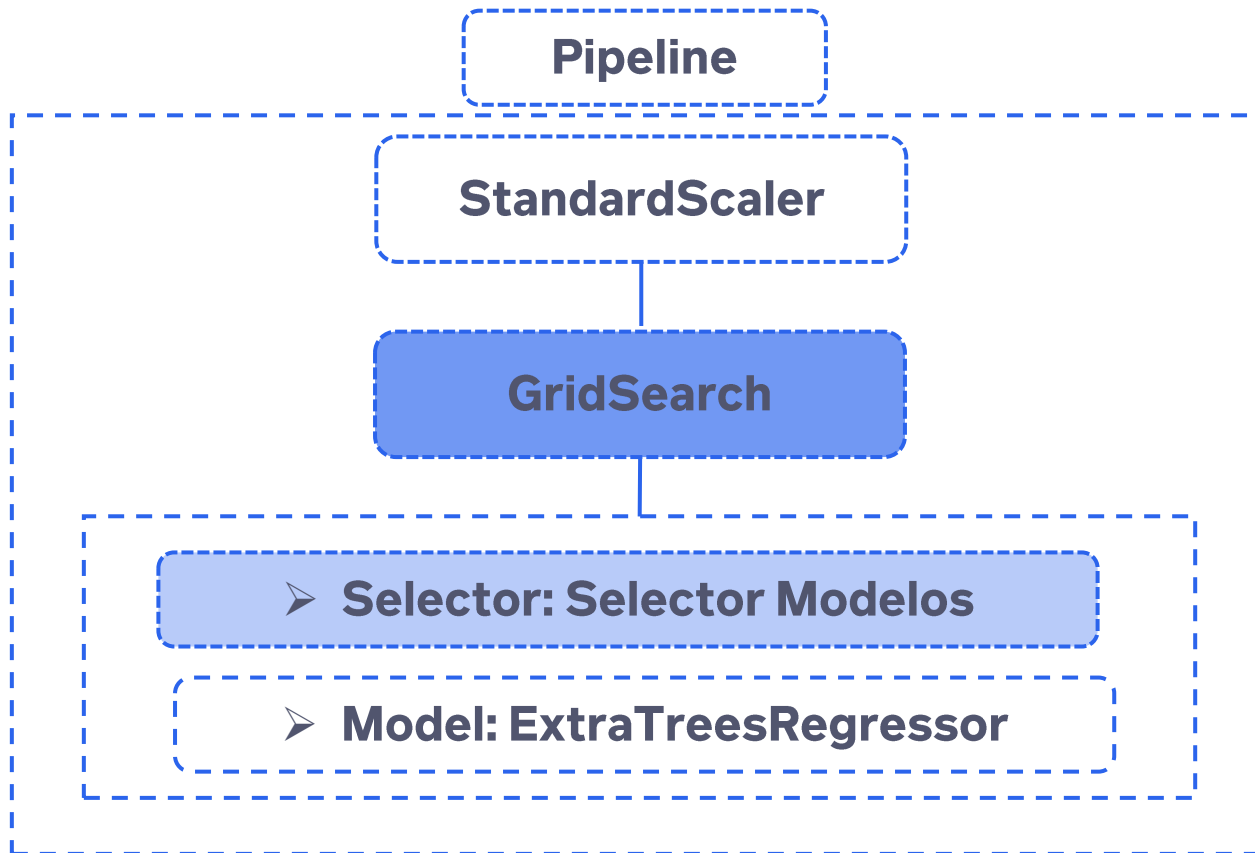 Pipeline
StandardScaler
GridSearch
➢ Selector: Selector Modelos
➢ Model: ExtraTreesRegressor